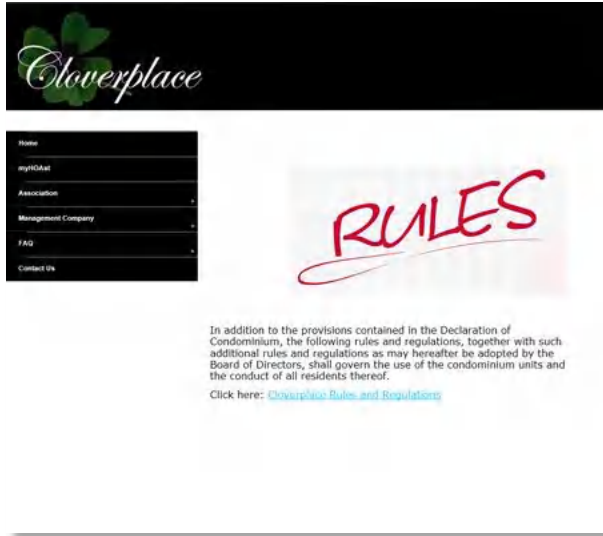 Cloverplace
Home
myHOAst
Association
Management Company
FAQ
Contact Us
RULES
In addition to the provisions contained in the Declaration of
Condominium, the following rules and regulations, together with such
additional rules and regulations as may hereafter be adopted by the
Board of Directors, shall govern the use of the condominium units and
the conduct of all residents thereof.
Click here: Cloverplace Rules and Regulations